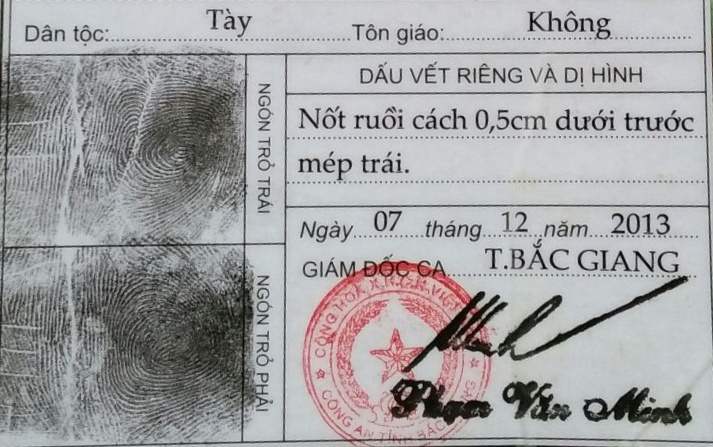 Dân tộc: Tày Tôn giáo: Không
NGÓN TRỎ TRÁI
NGÓN TRỎ PHẢI
DẤU VẾT RIÊNG VÀ DỊ HÌNH
Nốt ruồi cách 0,5cm dưới trước
mép trái.
Ngày 07 tháng 12 năm 2013
GIÁM ĐỐC CA T.BẮC GIANG
CỘNG HÒA X.H.C.N VIỆT
CÔNG AN TỈNH BẮC GIANG
Phạm Văn Minh